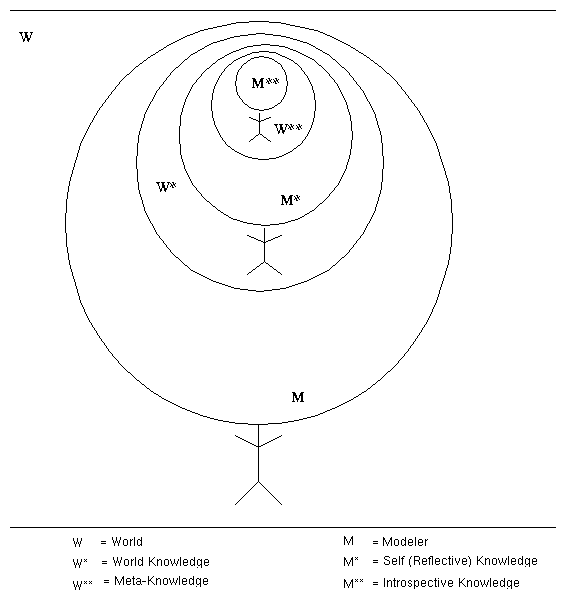 W
M**
W**
W*
M*
M
W = World
M = Modeler
W* = World Knowledge
M* = Self (Reflective) Knowledge
W** = Meta-Knowledge
M** = Introspective Knowledge